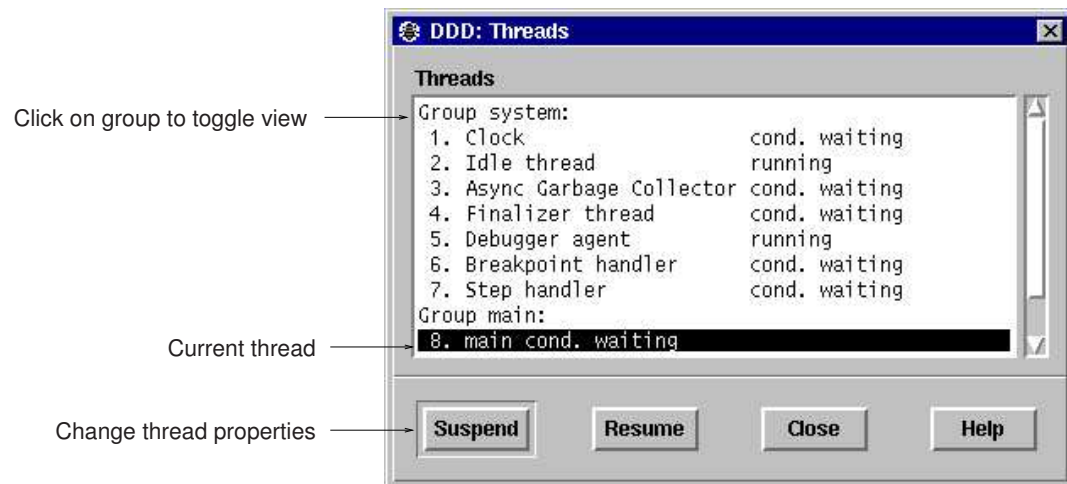 DDD: Threads
Threads
Click on group to toggle view
Group system:
1. Clock cond. waiting
2. Idle thread running
3. Async Garbage Collector cond. waiting
4. Finalizer thread cond. waiting
5. Debugger agent running
6. Breakpoint handler cond. waiting
7. Step handler cond. waiting
Group main:
Current thread
8. main cond. waiting
Change thread properties
Suspend Resume Close Help